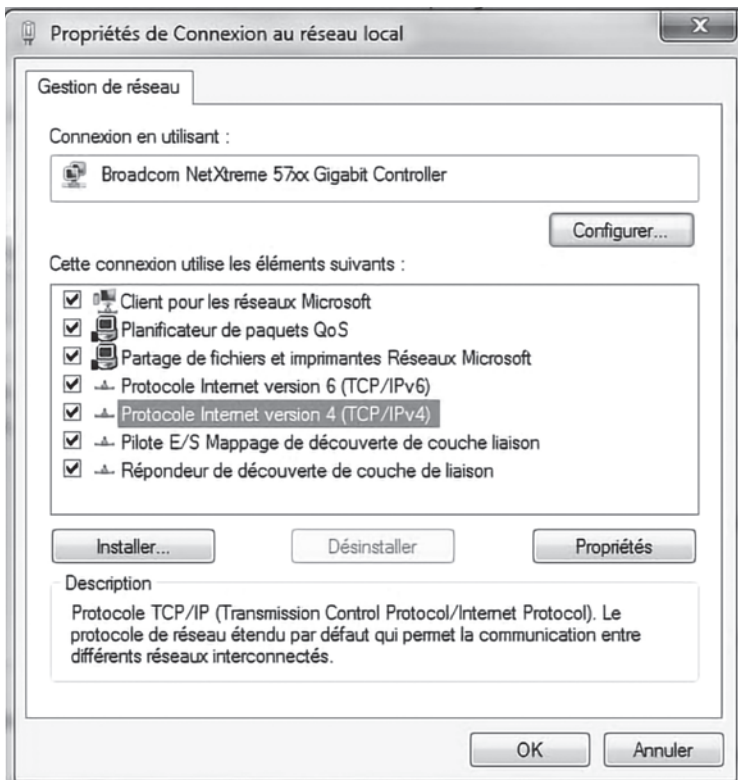 Propriétés de Connexion au réseau local
Gestion de réseau
Connexion en utilisant :
Broadcom NetXtreme 57xx Gigabit Controller
Configurer...
Cette connexion utilise les éléments suivants :
Client pour les réseaux Microsoft
Planificateur de paquets QoS
Partage de fichiers et imprimantes Réseaux Microsoft
Protocole Internet version 6 (TCP/IPv6)
Protocole Internet version 4 (TCP/IPv4)
Pilote E/S Mappage de découverte de couche liaison
Répondeur de découverte de couche de liaison
Installer...
Désinstaller
Propriétés
Description
Protocole TCP/IP (Transmission Control Protocol/Internet Protocol). Le
protocole de réseau étendu par défaut qui permet la communication entre
différents réseaux interconnectés.
OK
Annuler